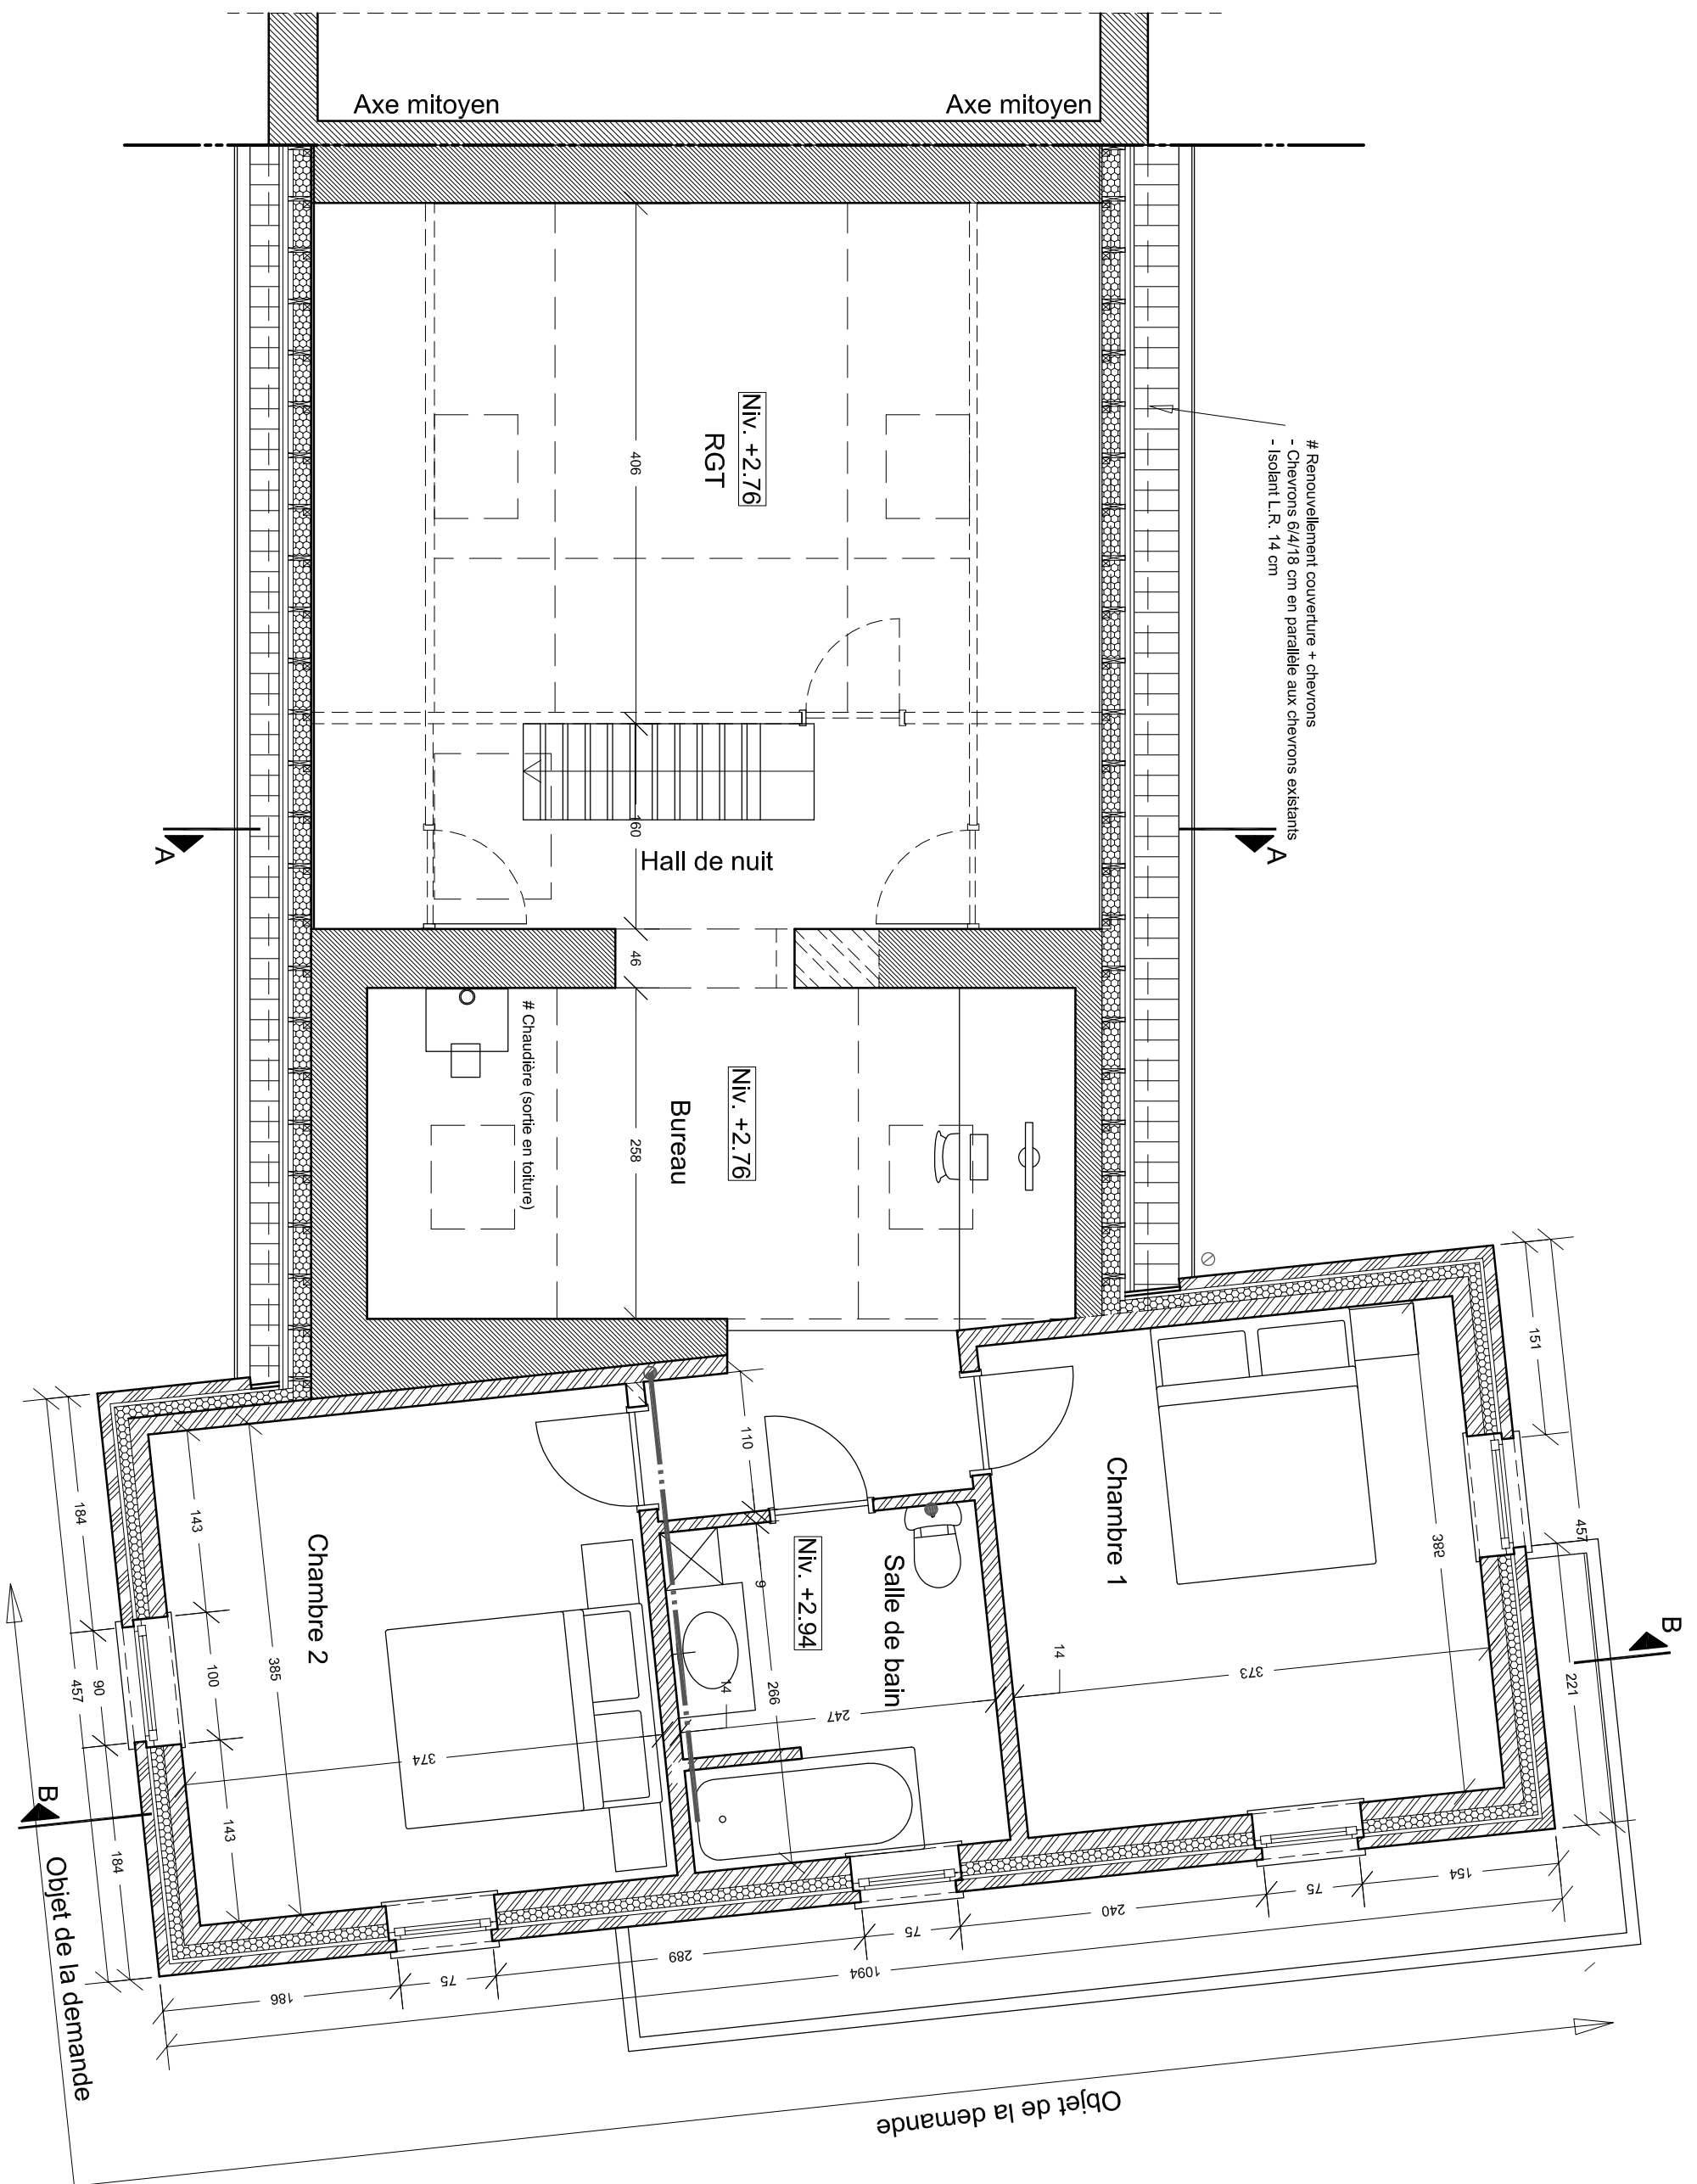 Axe mitoyen
Axe mitoyen
# Renouvellement couverture + chevrons
- Chevrons 6/4/18 cm en parallèle aux chevrons existants
- Isolant L.R. 14 cm
Niv. +2.76
RGT
406
160
Hall de nuit
A
A
46
# Chaudière (sortie en toiture)
Niv. +2.76
Bureau
258
151
457
221
382
Chambre 1
373
14
110
9
Niv. +2.94
Salle de bain
266
247
14
Chambre 2
143
100
143
385
374
184
90
184
457
B
B
154
75
240
75
289
75
186
1094
Objet de la demande
Objet de la demande